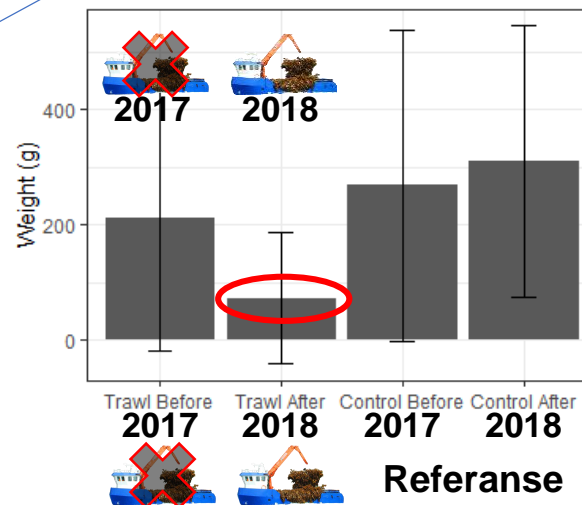 2017 2018
400
Weight (g)
200
0
Trawl Before Trawl After Control Before Control After
2017 2018 2017 2018
Referanse